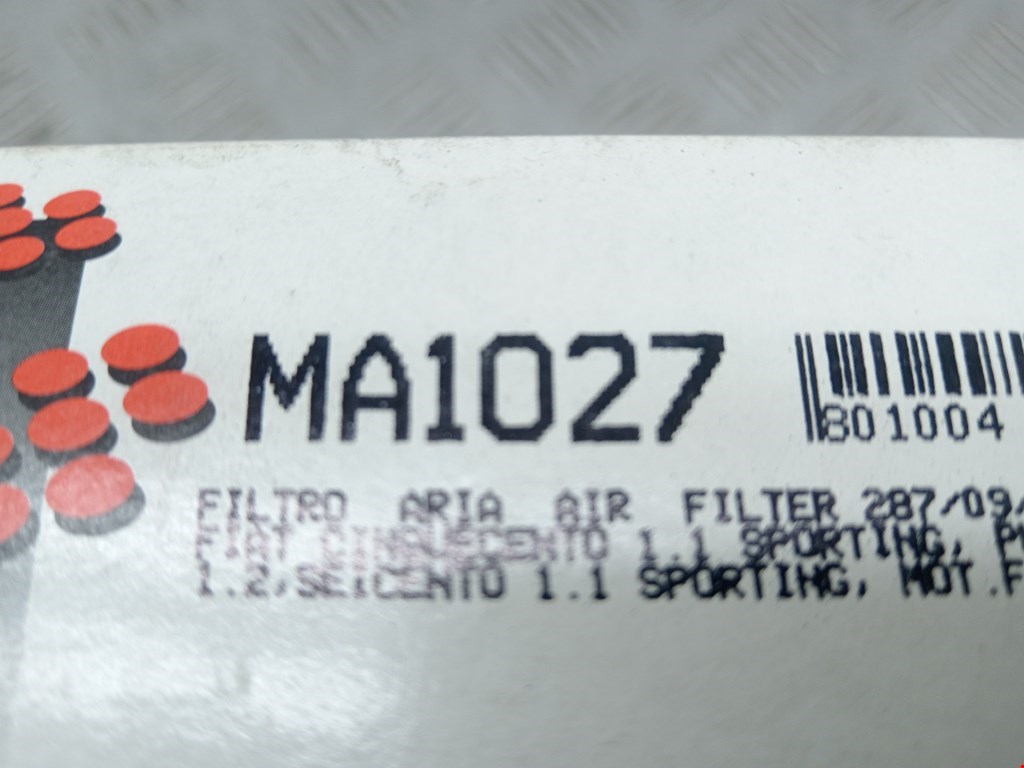 MA1027
801004
FILTRO ARIA AIR FILTER 287/09/
FIAT CINQUECENTO 1.1 SPORTING,
1.2,SEICENTO 1.1 SPORTING, MOT.F